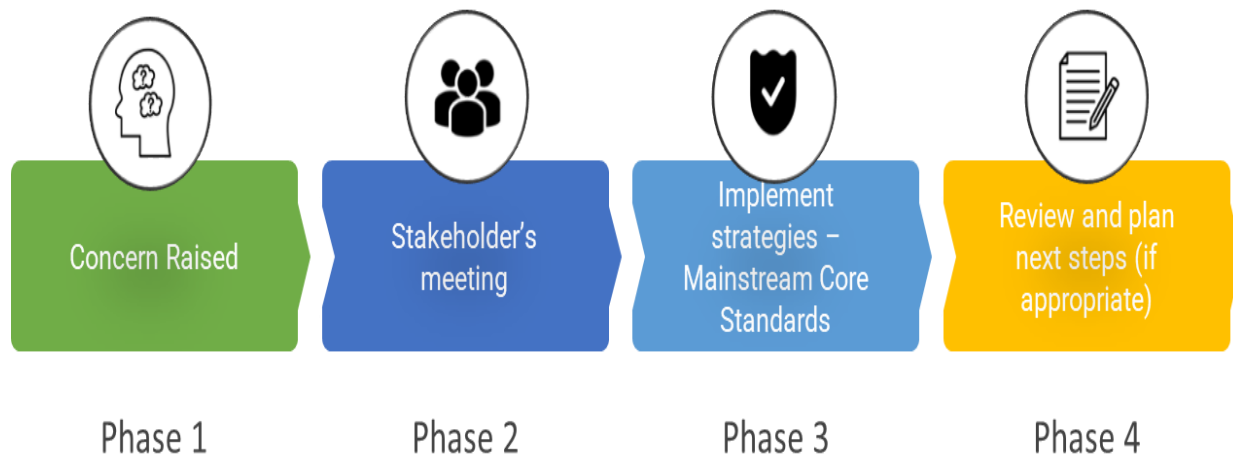 Concern Raised
Stakeholder's
meeting
Implement
strategies –
Mainstream Core
Standards
Review and plan
next steps (if
appropriate)
Phase 1
Phase 2
Phase 3
Phase 4